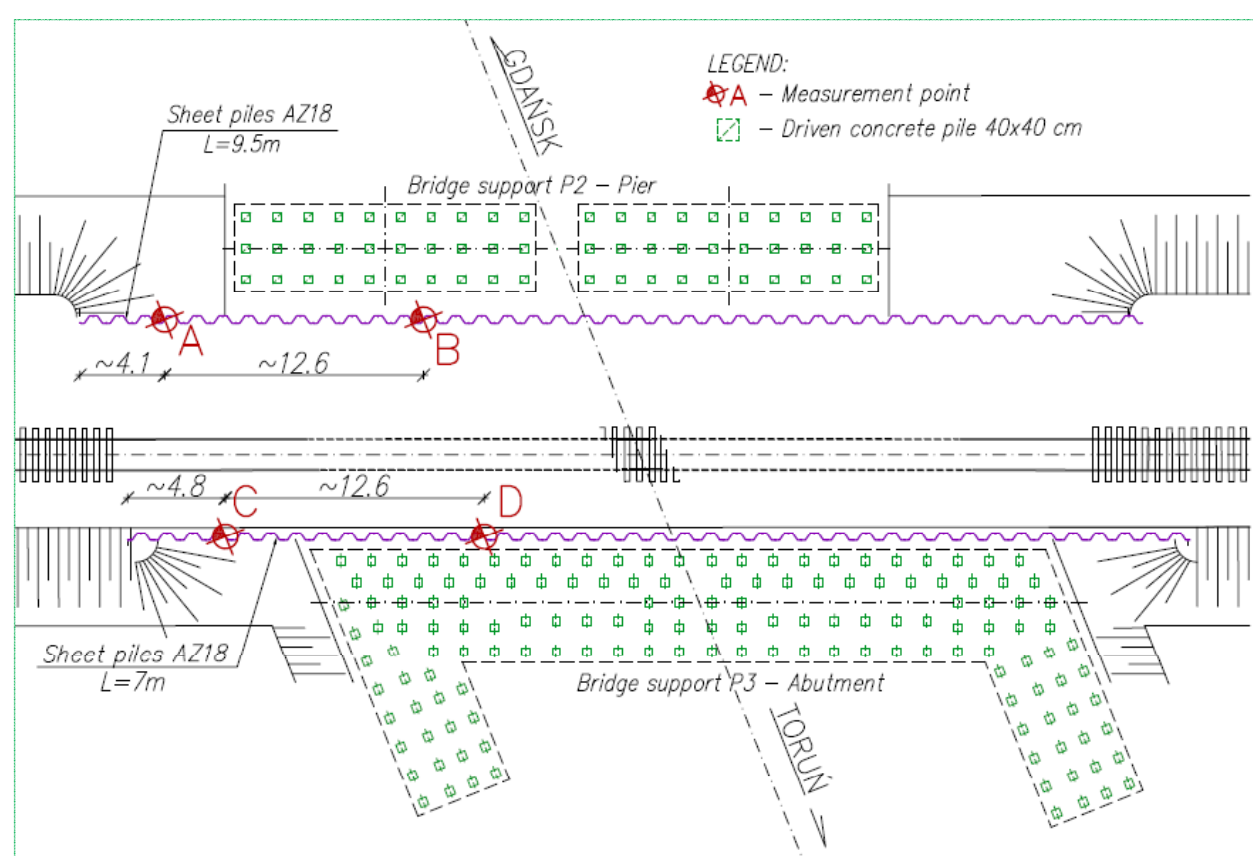 GDAŃSK
LEGEND:
A – Measurement point
– Driven concrete pile 40x40 cm
Sheet piles AZ18
L=9.5m
Bridge support P2 – Pier
A
B
~4.1
~12.6
~4.8
~12.6
C
D
Sheet piles AZ18
L=7m
Bridge support P3 – Abutment
TORUŃ